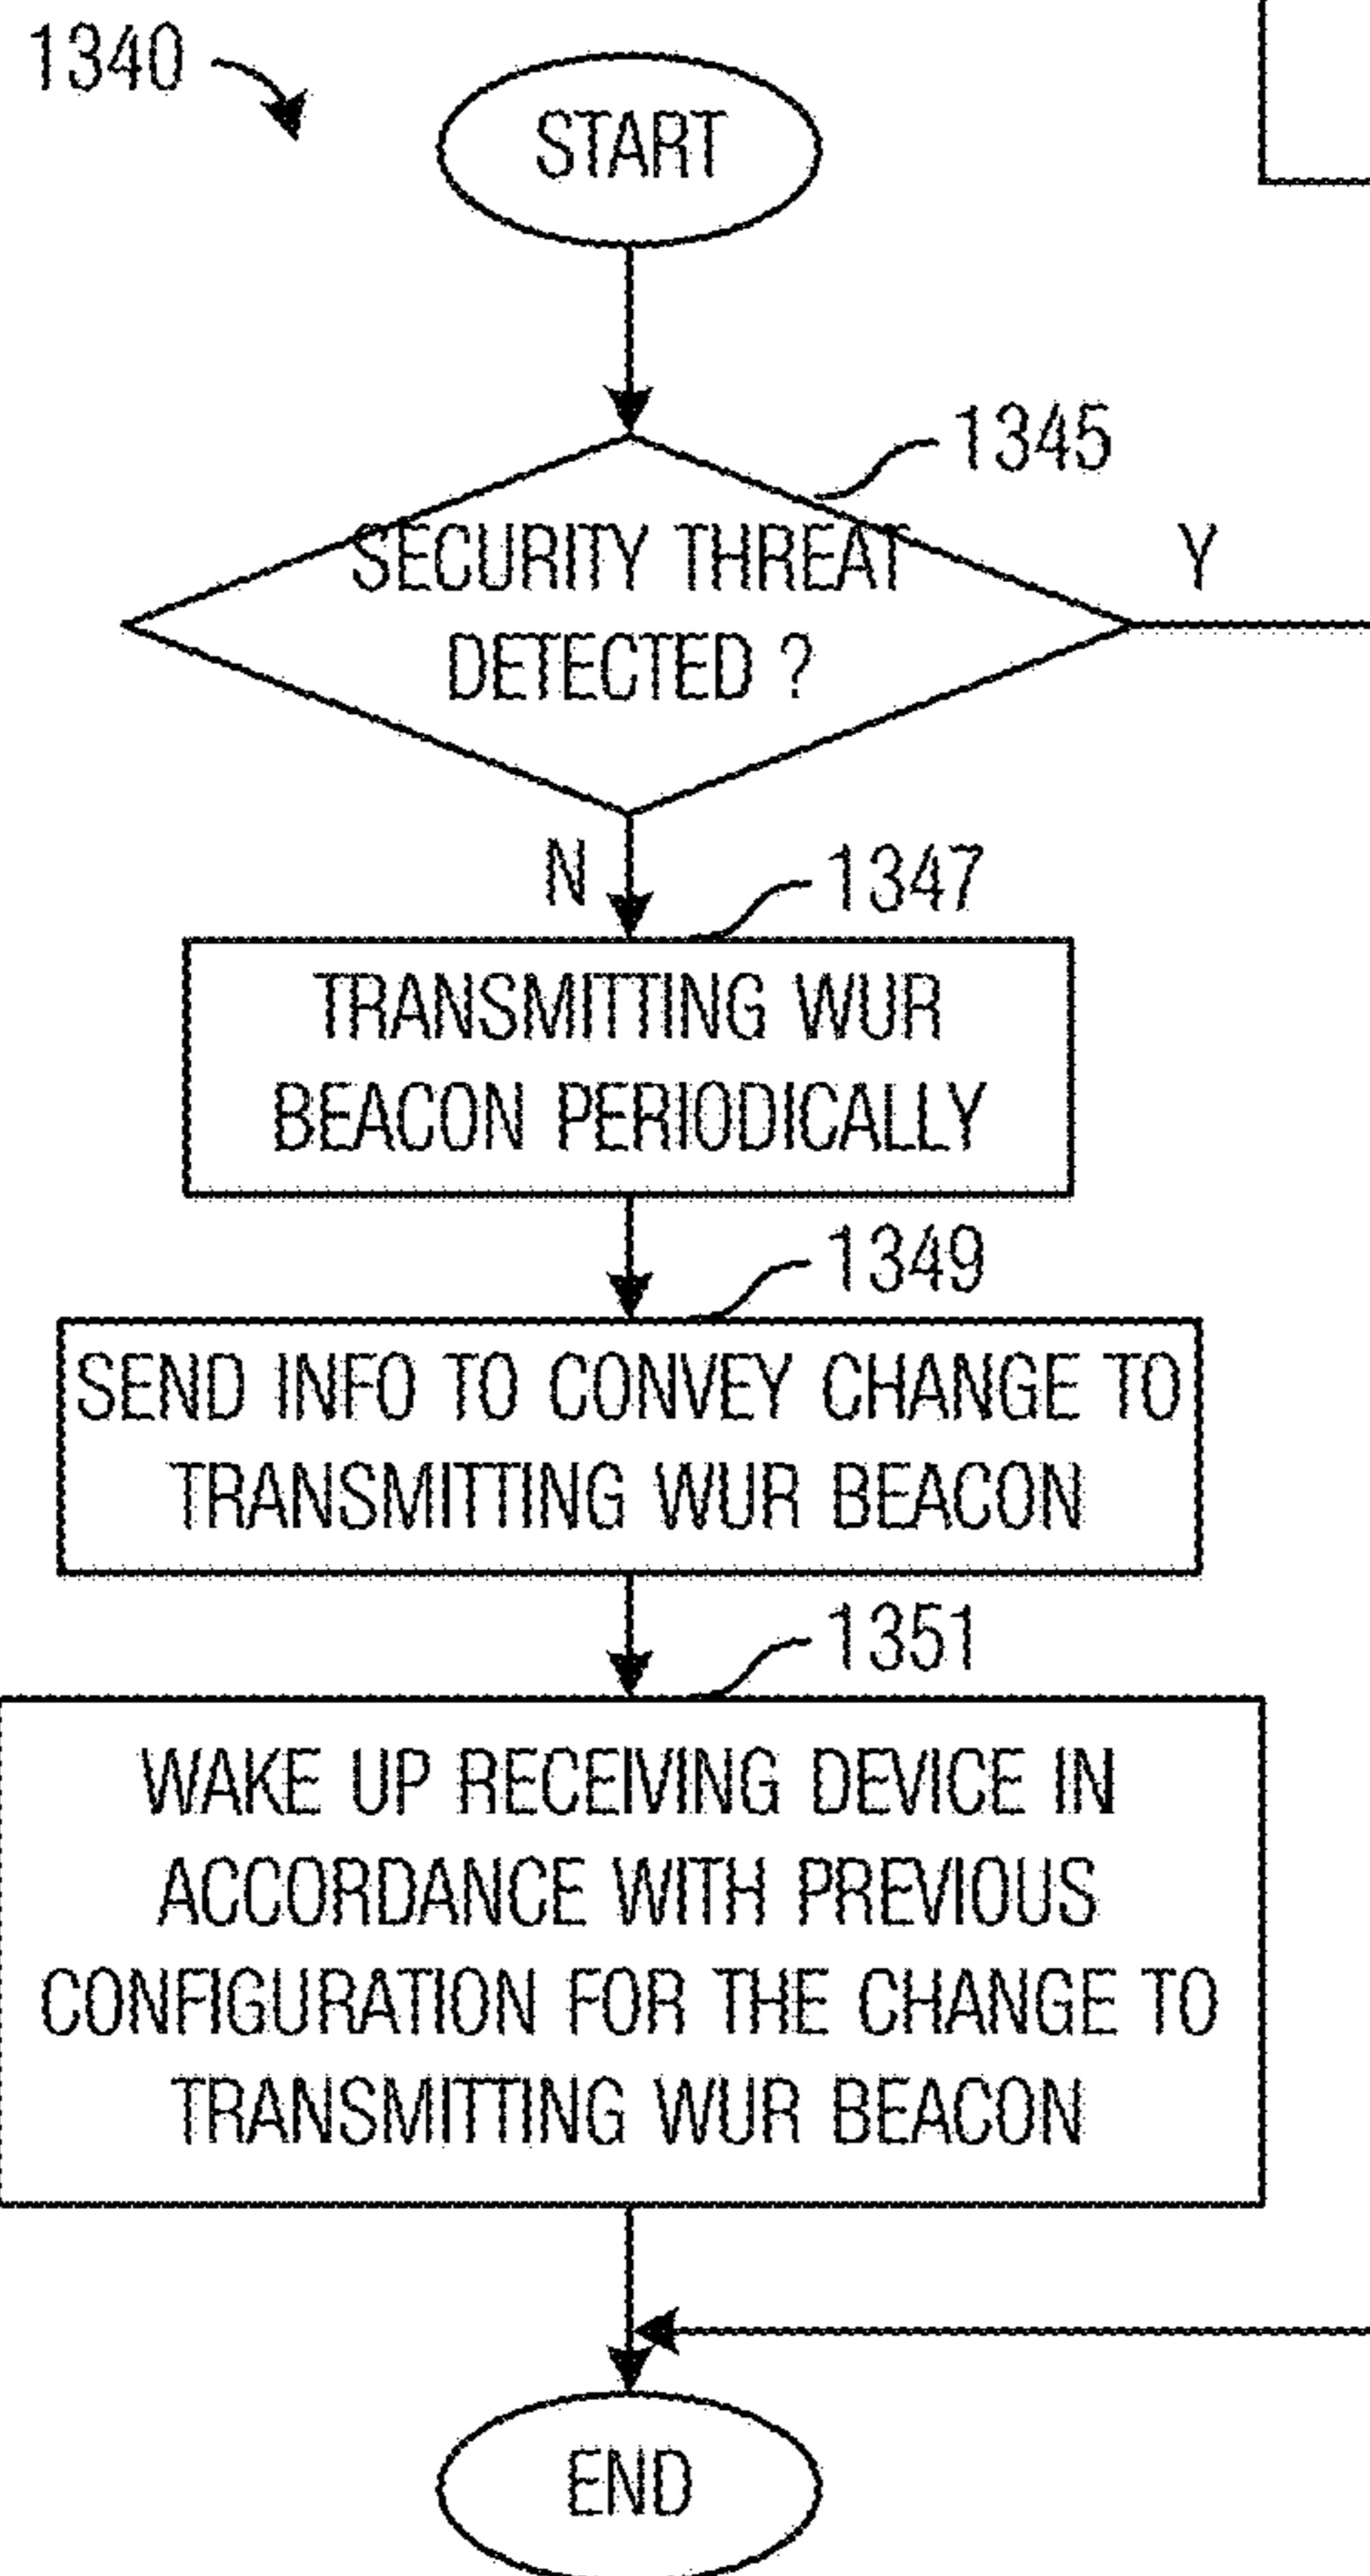 1340
START
1345
SECURITY THREAT
DETECTED ?
Y
N
1347
TRANSMITTING WUR
BEACON PERIODICALLY
1349
SEND INFO TO CONVEY CHANGE TO
TRANSMITTING WUR BEACON
1351
WAKE UP RECEIVING DEVICE IN
ACCORDANCE WITH PREVIOUS
CONFIGURATION FOR THE CHANGE TO
TRANSMITTING WUR BEACON
END